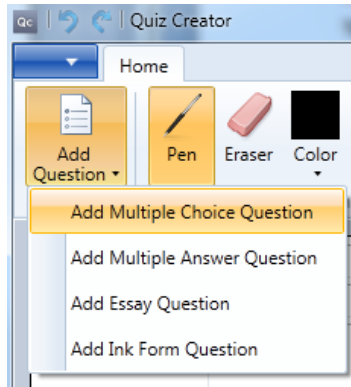 Qc Quiz Creator
Home
Add Question
Pen
Eraser
Color
Add Multiple Choice Question
Add Multiple Answer Question
Add Essay Question
Add Ink Form Question